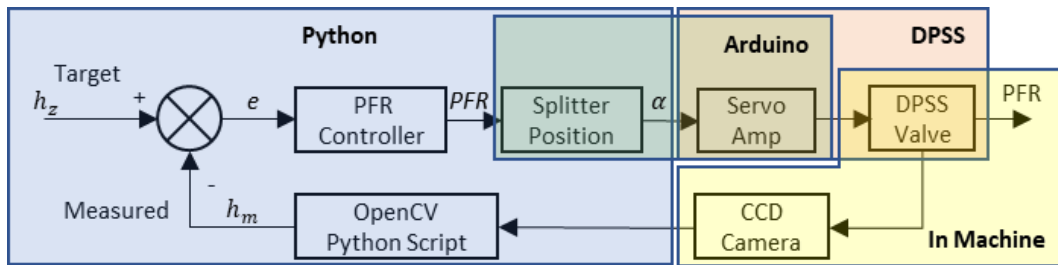 Python
Arduino
DPSS
Target
h_z
+
e
PFR
Controller
PFR
Splitter
Position
α
Servo
Amp
DPSS
Valve
PFR
-
Measured
h_m
OpenCV
Python Script
CCD
Camera
In Machine